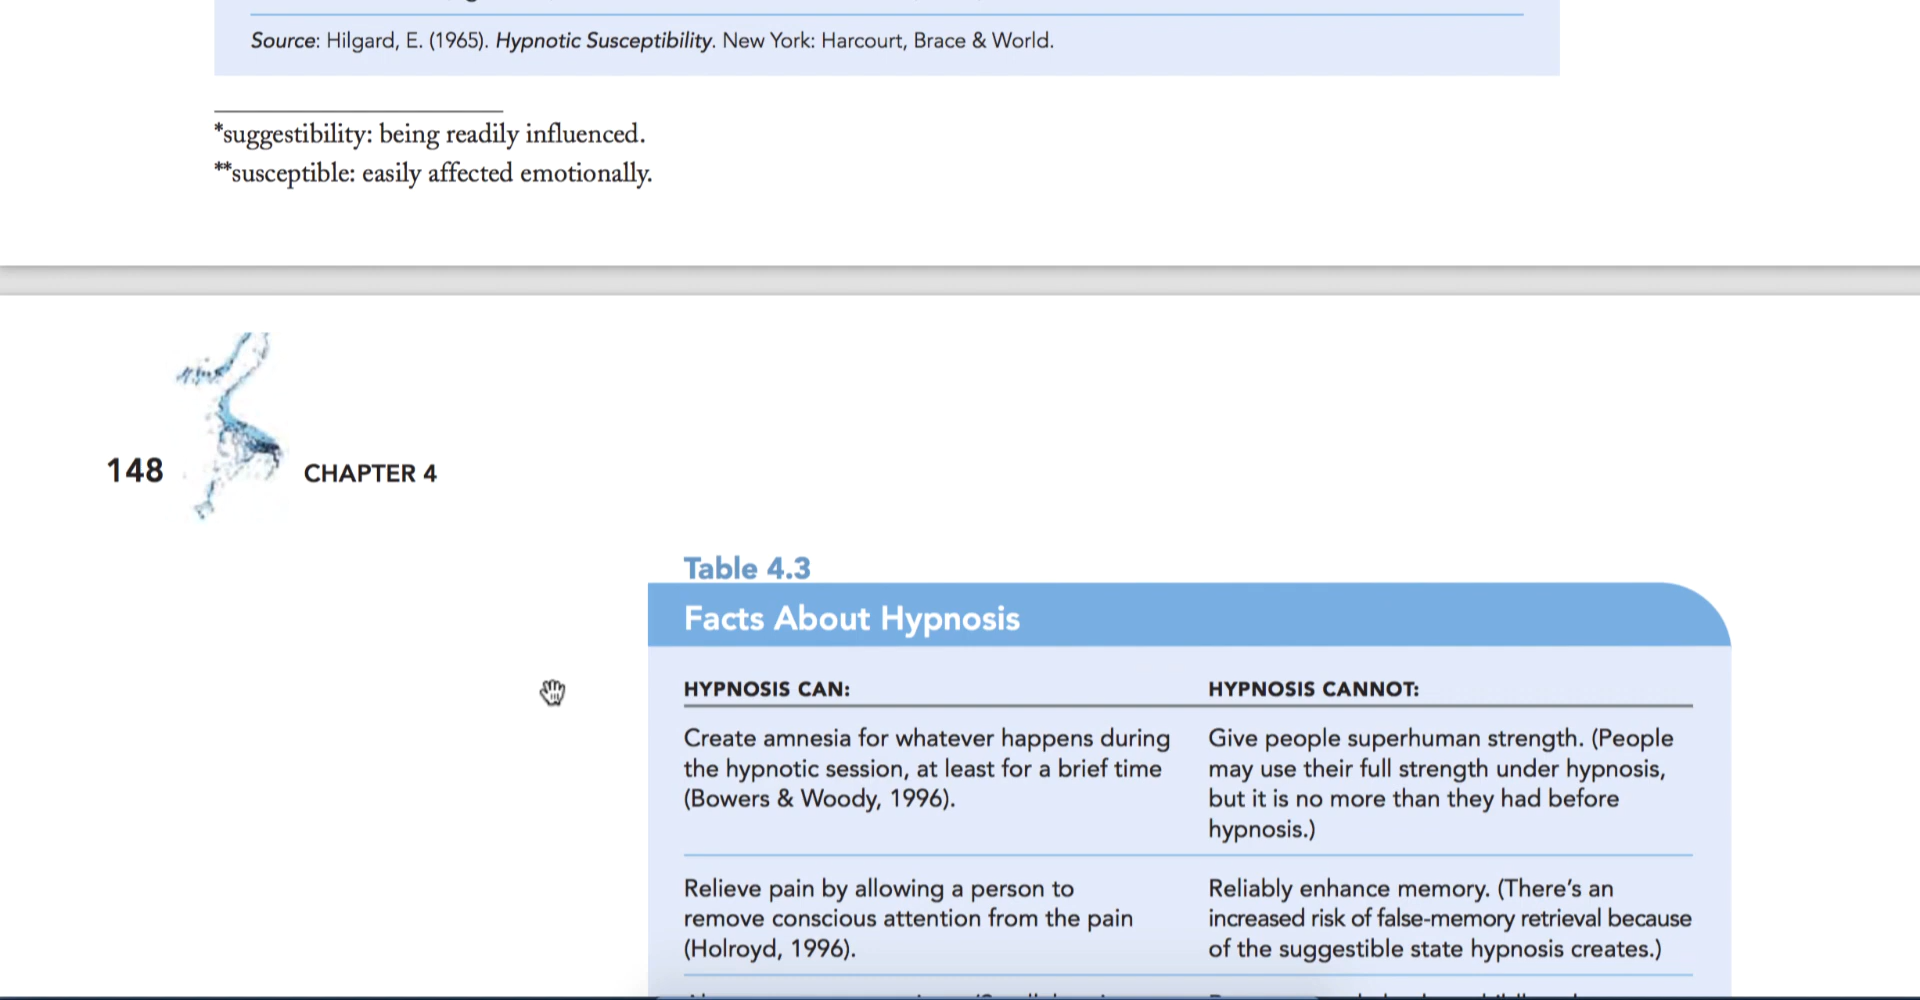 Source: Hilgard, E. (1965). Hypnotic Susceptibility. New York: Harcourt, Brace & World.
*suggestibility: being readily influenced.
**susceptible: easily affected emotionally.
148
CHAPTER 4
Table 4.3
Facts About Hypnosis
HYPNOSIS CAN:
Create amnesia for whatever happens during
the hypnotic session, at least for a brief time
(Bowers & Woody, 1996).
Relieve pain by allowing a person to
remove conscious attention from the pain
(Holroyd, 1996).
HYPNOSIS CANNOT:
Give people superhuman strength. (People
may use their full strength under hypnosis,
but it is no more than they had before
hypnosis.)
Reliably enhance memory. (There’s an
increased risk of false-memory retrieval because
of the suggestible state hypnosis creates.)